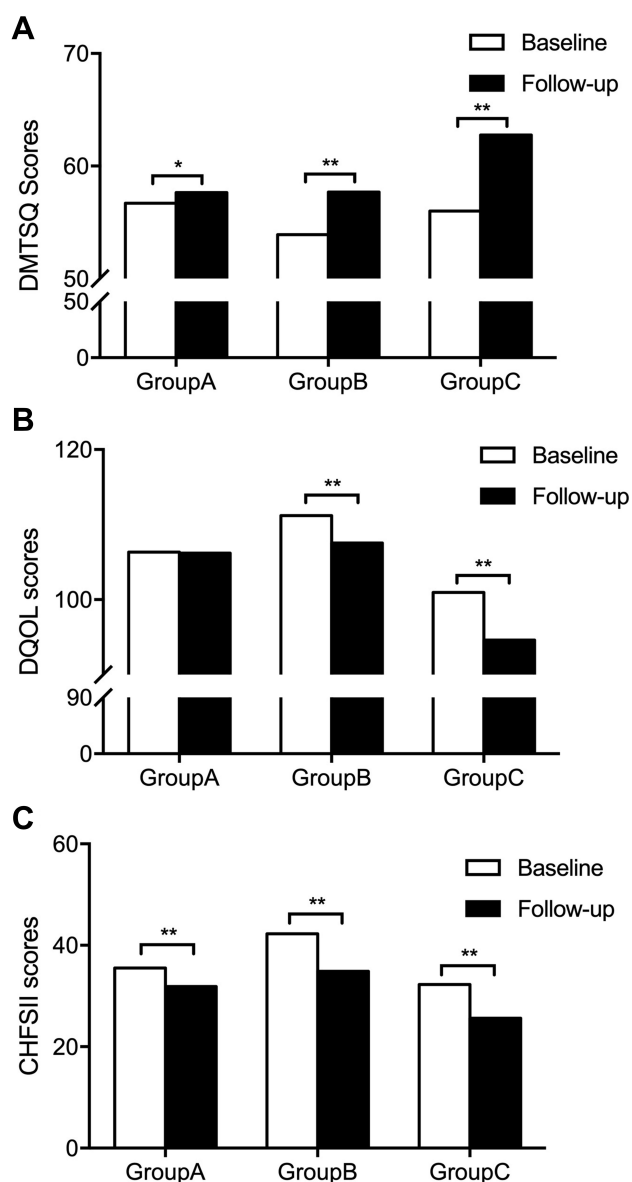 A
70
Baseline
Follow-up
**
*
**
60
DMTSQ Scores
50
50
0
GroupA
GroupB
GroupC
B
120
Baseline
Follow-up
**
**
100
DQOL scores
90
0
GroupA
GroupB
GroupC
C
60
Baseline
Follow-up
**
**
**
40
CHFSII scores
20
0
GroupA
GroupB
GroupC